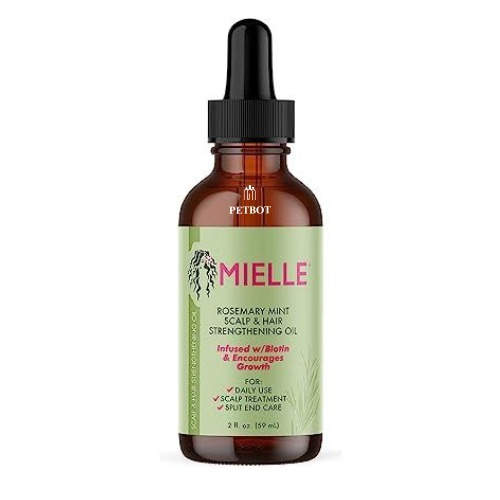 PETBOT
MIELLE
ROSEMARY MINT
SCALP & HAIR
STRENGTHENING OIL
Infused w/Biotin
& Encourages
Growth
FOR:
DAILY USE
SCALP TREATMENT
SPLIT END CARE
2 fl. oz. (59 mL)
SCALP & HAIR STRENGTHENING OIL